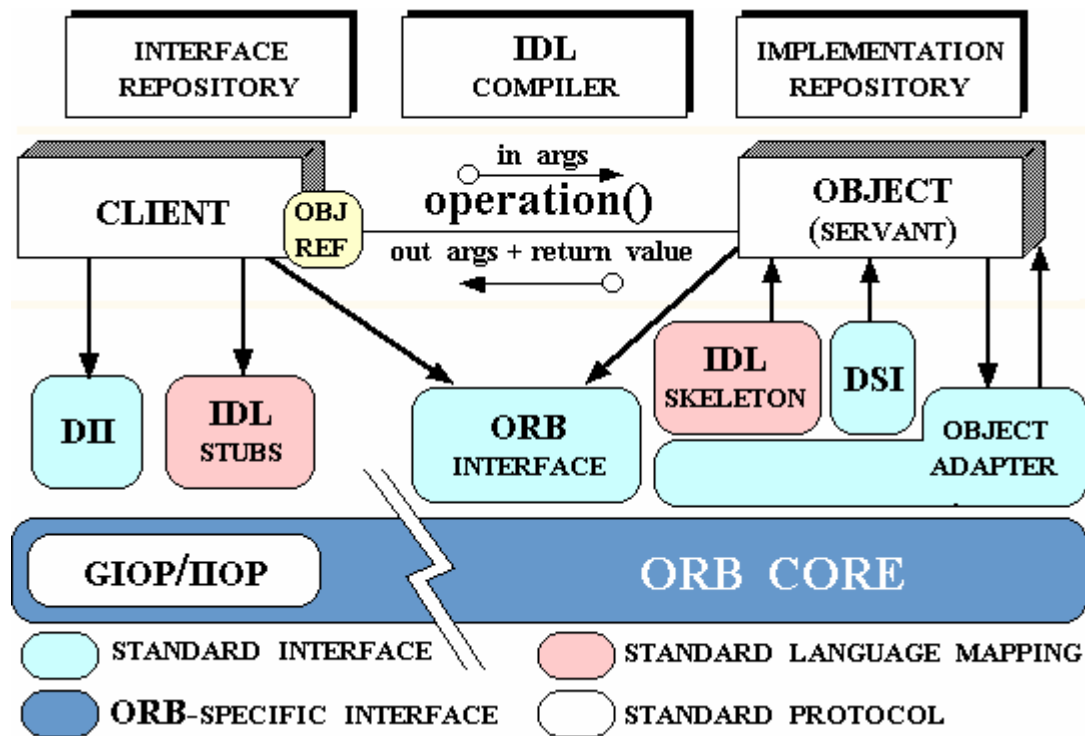 INTERFACE
REPOSITORY
IDL
COMPILER
IMPLEMENTATION
REPOSITORY
CLIENT
OBJ
REF
in args
operation()
out args + return value
OBJECT
(SERVANT)
DII
IDL
STUBS
ORB
INTERFACE
IDL
SKELETON
DSI
OBJECT
ADAPTER
GIOP/IIOP
ORB CORE
STANDARD INTERFACE
STANDARD LANGUAGE MAPPING
ORB-SPECIFIC INTERFACE
STANDARD PROTOCOL